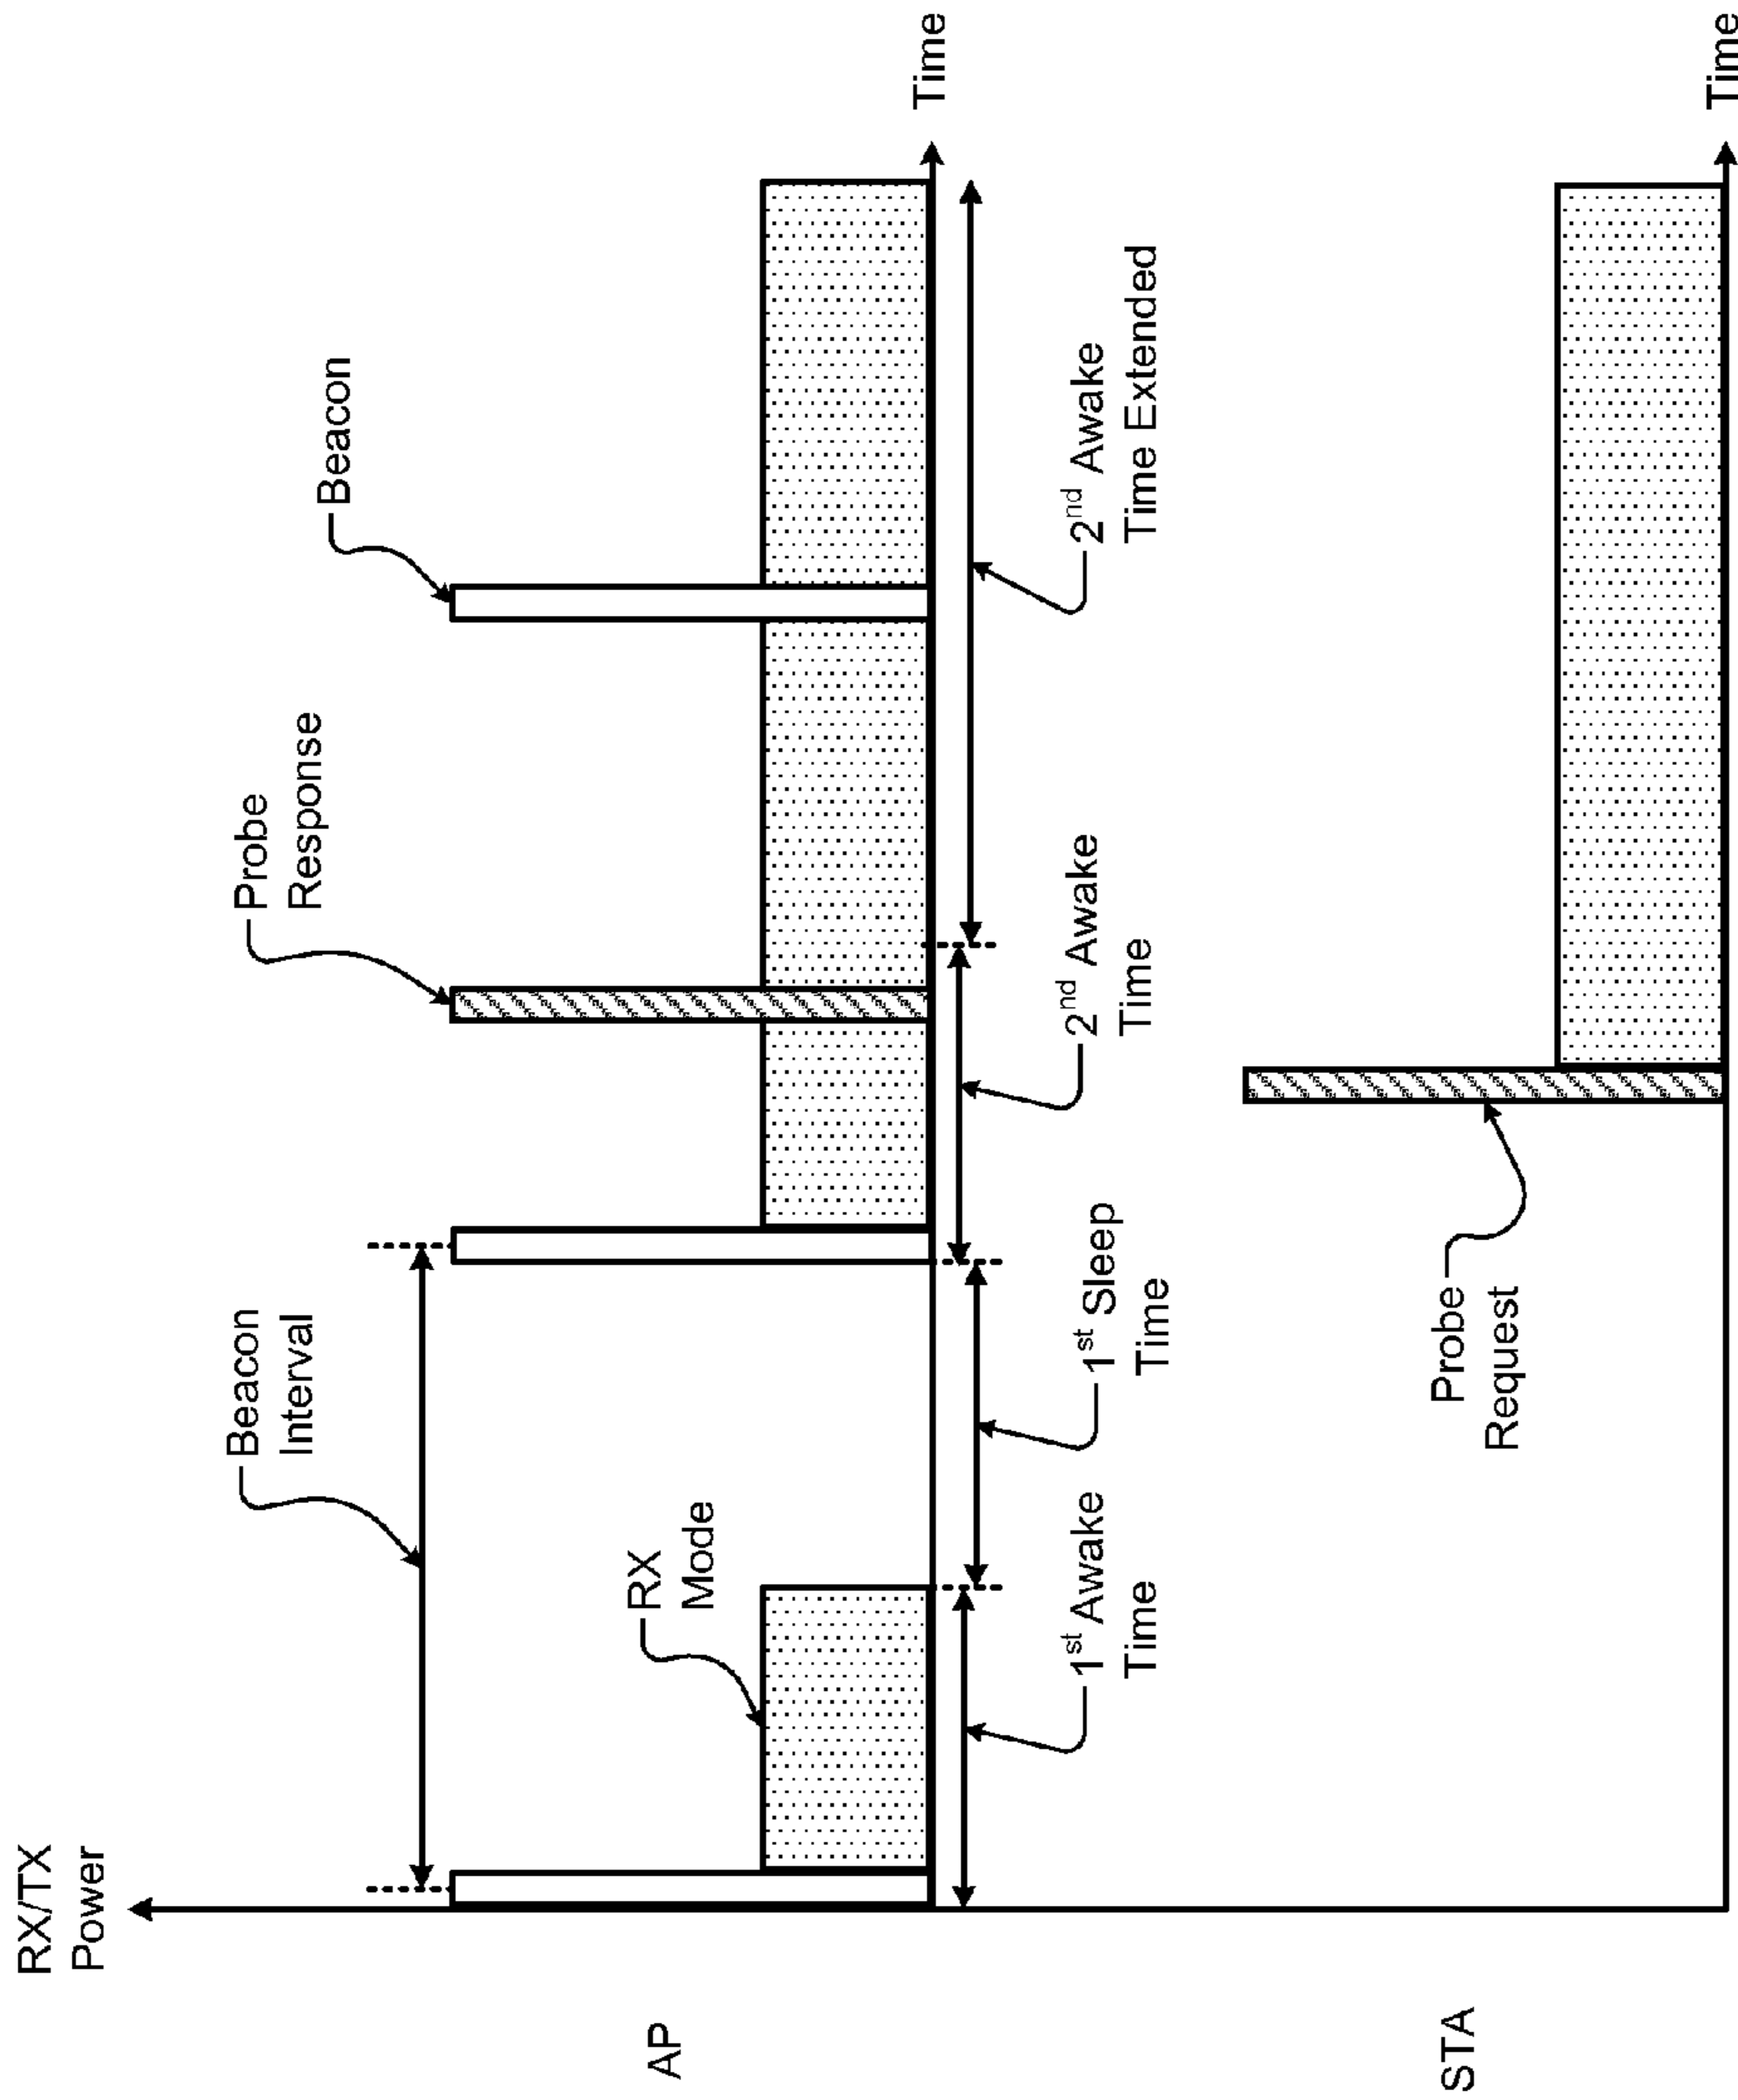 RX/TX
Power
AP
Beacon
Interval
Probe
Response
Beacon
RX
Mode
Time
1st Awake
Time
1st Sleep
Time
2nd Awake
Time
2nd Awake
Time Extended
STA
Probe
Request
Time